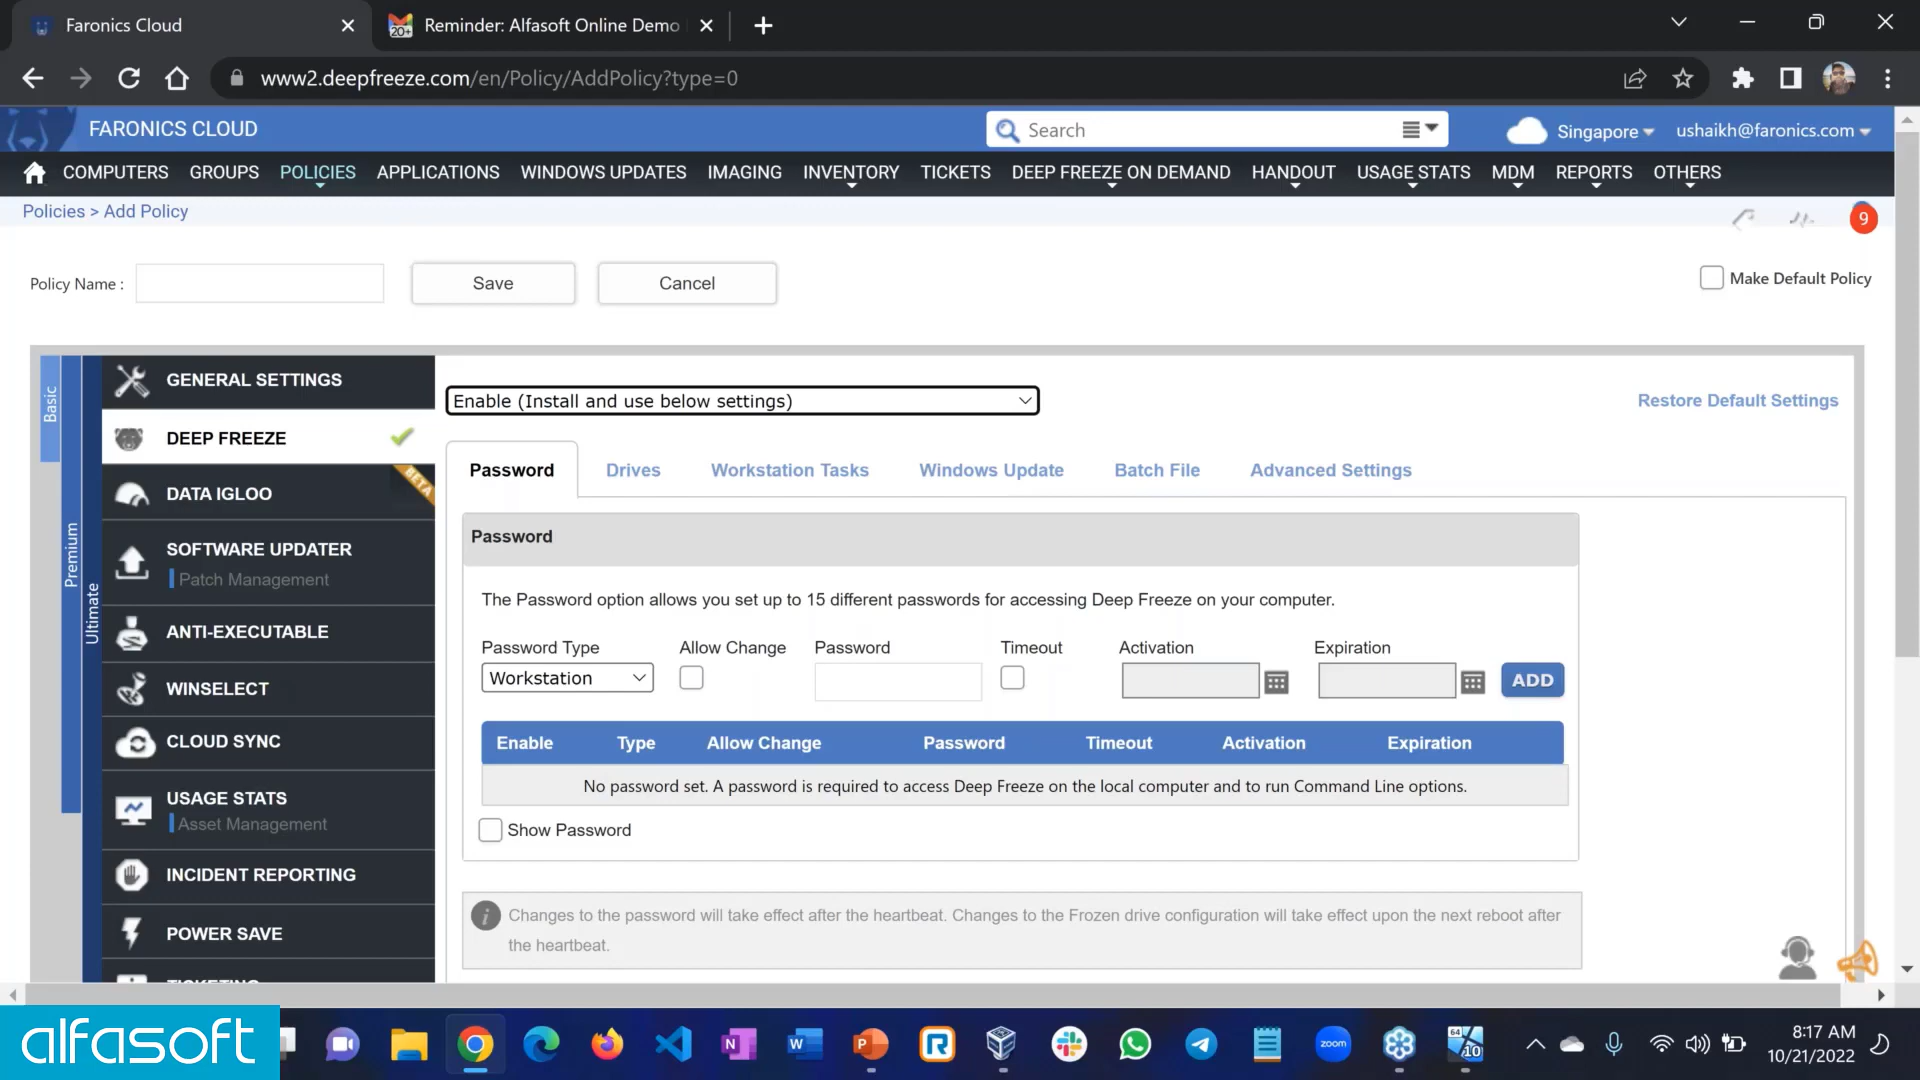 Faronics Cloud
20+
Reminder: Alfasoft Online Demo
www2.deepfreeze.com/en/Policy/AddPolicy?type=0
FARONICS CLOUD
Search
Singapore
ushaikh@faronics.com
COMPUTERS GROUPS POLICIES APPLICATIONS WINDOWS UPDATES IMAGING INVENTORY TICKETS DEEP FREEZE ON DEMAND HANDOUT USAGE STATS MDM REPORTS OTHERS
Policies > Add Policy
9
Policy Name :
Save
Cancel
Make Default Policy
Basic
Premium
Ultimate
GENERAL SETTINGS
DEEP FREEZE
DATA IGLOO
BETA
SOFTWARE UPDATER
Patch Management
ANTI-EXECUTABLE
WINSELECT
CLOUD SYNC
USAGE STATS
Asset Management
INCIDENT REPORTING
POWER SAVE
TICKETING
Enable (Install and use below settings)
Restore Default Settings
Password Drives Workstation Tasks Windows Update Batch File Advanced Settings
Password
The Password option allows you set up to 15 different passwords for accessing Deep Freeze on your computer.
Password Type Allow Change Password Timeout Activation Expiration
Workstation
ADD
Enable Type Allow Change Password Timeout Activation Expiration
No password set. A password is required to access Deep Freeze on the local computer and to run Command Line options.
Show Password
Changes to the password will take effect after the heartbeat. Changes to the Frozen drive configuration will take effect upon the next reboot after
the heartbeat.
alfasoft
N
W
P
R
zoom
64
10
8:17 AM
10/21/2022